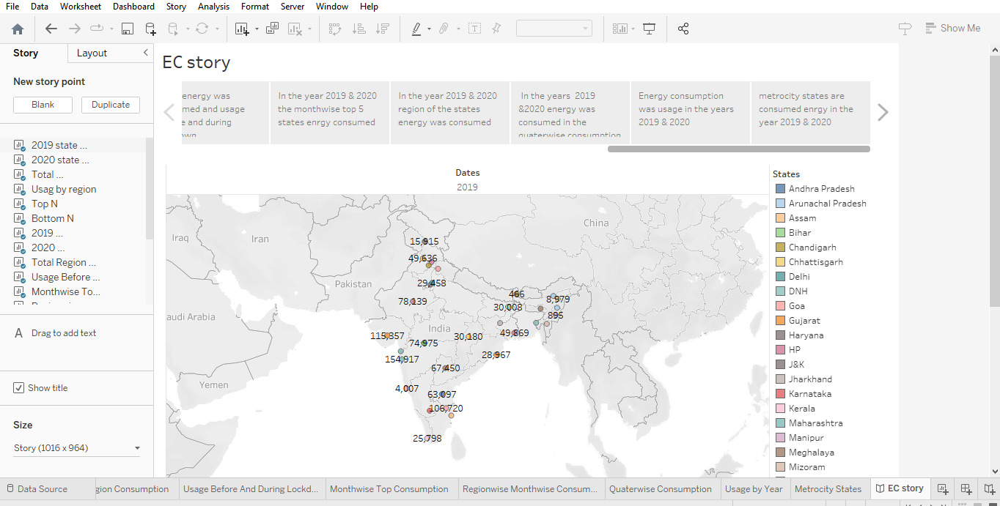 File Data Worksheet Dashboard Story Analysis Format Server Window Help
Show Me
Story Layout
New story point
Blank Duplicate
2019 state ...
2020 state ...
Total ...
Usag by region
Top N
Bottom N
2019 ...
2020 ...
Total Region ...
Usage Before ...
Monthwise To...
A Drag to add text
Show title
Size
Story (1016 x 964)
EC story
energy was
med and usage
e and during
own
In the year 2019 & 2020
the monthwise top 5
states enrgy consumed
In the year 2019 & 2020
region of the states
energy was consumed
In the years 2019
&2020 energy was
consumed in the
quaterwise consumption
Energy consumption
was usage in the years
2019 & 2020
metrocity states are
consumed enrgy in the
year 2019 & 2020
Dates
2019
China
Iraq
Iran
15,915
49,636
Pakistan
29,458
466
8,979
78,139
30,008
895
audi Arabia
India
115,357
74,975
30,180
49,869
154,917
28,967
67,450
Yemen
4,007
63,097
106,720
25,798
States
Andhra Pradesh
Arunachal Pradesh
Assam
Bihar
Chandigarh
Chhattisgarh
Delhi
DNH
Goa
Gujarat
Haryana
HP
J&K
Jharkhand
Karnataka
Kerala
Maharashtra
Manipur
Meghalaya
Mizoram
Data Source
gion Consumption
Usage Before And During Lockd...
Monthwise Top Consumption
Regionwise Monthwise Consum...
Quaterwise Consumption
Usage by Year
Metrocity States
EC story